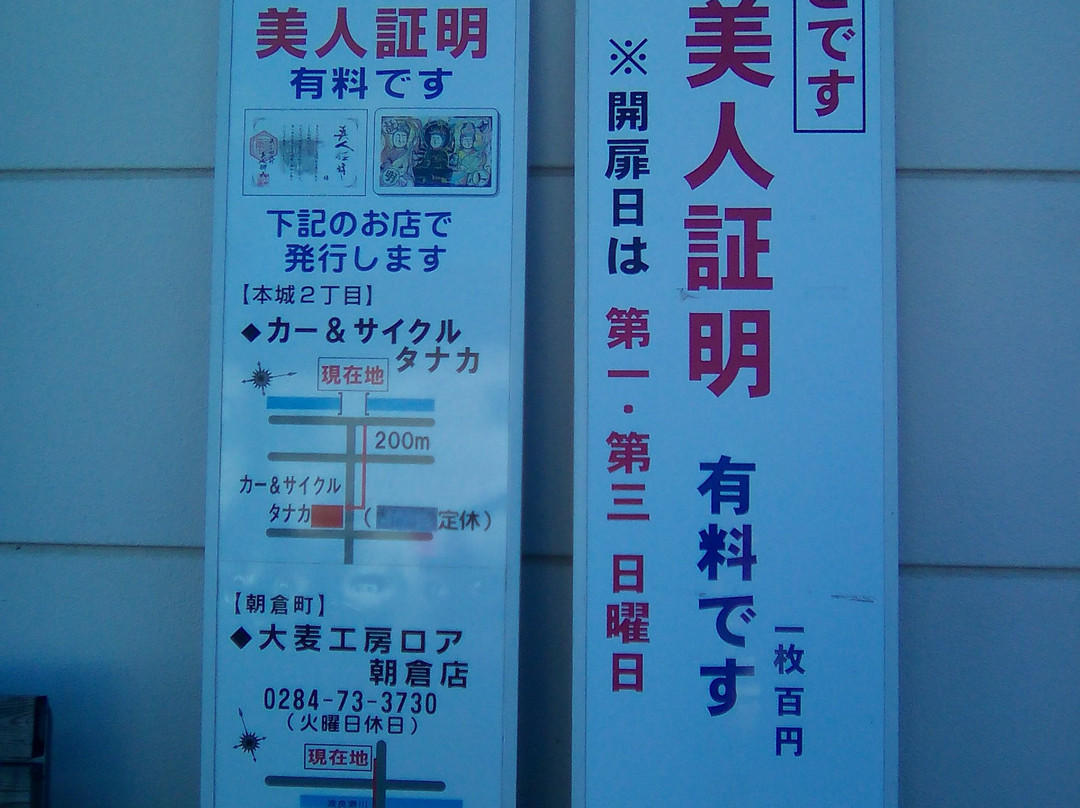 美人証明
有料です
美人証明
下記のお店で
発行します
【本城2丁目】
◆カー&サイクル
タナカ
現在地
200m
カー&サイクル
タナカ
(
定休)
【朝倉町】
◆大麦工房ロア
朝倉店
0284-73-3730
(火曜日休日)
現在地
です
美人証明 有料です
一枚百円
※開扉日は 第一・第三 日曜日